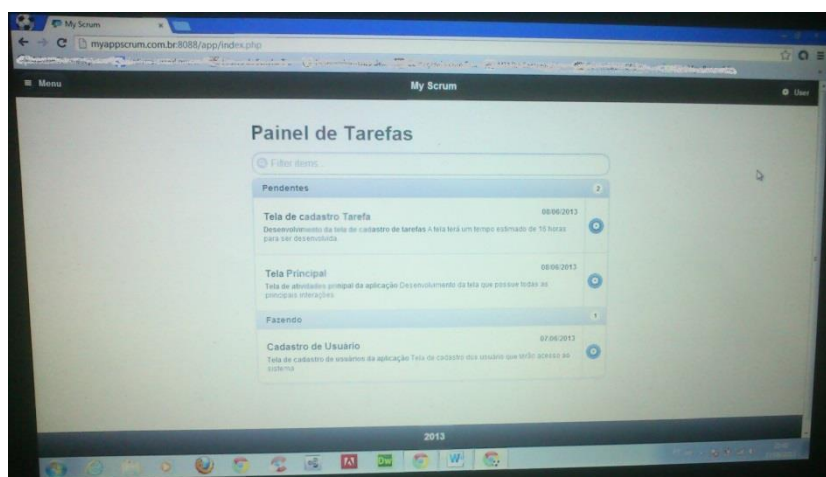 My Scrum
myappscrum.com.br:8088/app/index.php
Menu
My Scrum
User
Painel de Tarefas
Filter items...
Pendentes 2
Tela de cadastro Tarefa 08/06/2013
Desenvolvimento da tela de cadastro de tarefas A tela terá um tempo estimado de 10 horas
para ser desenvolvida.
Tela Principal 08/06/2013
Tela de atividades principal da aplicação Desenvolvimento da tela que possue todas as
principais interações
Fazendo 1
Cadastro de Usuário 07/06/2013
Tela de cadastro de usuários da aplicação Tela de cadastro dos usuário que terão acesso ao
sistema
2013
Dw
W